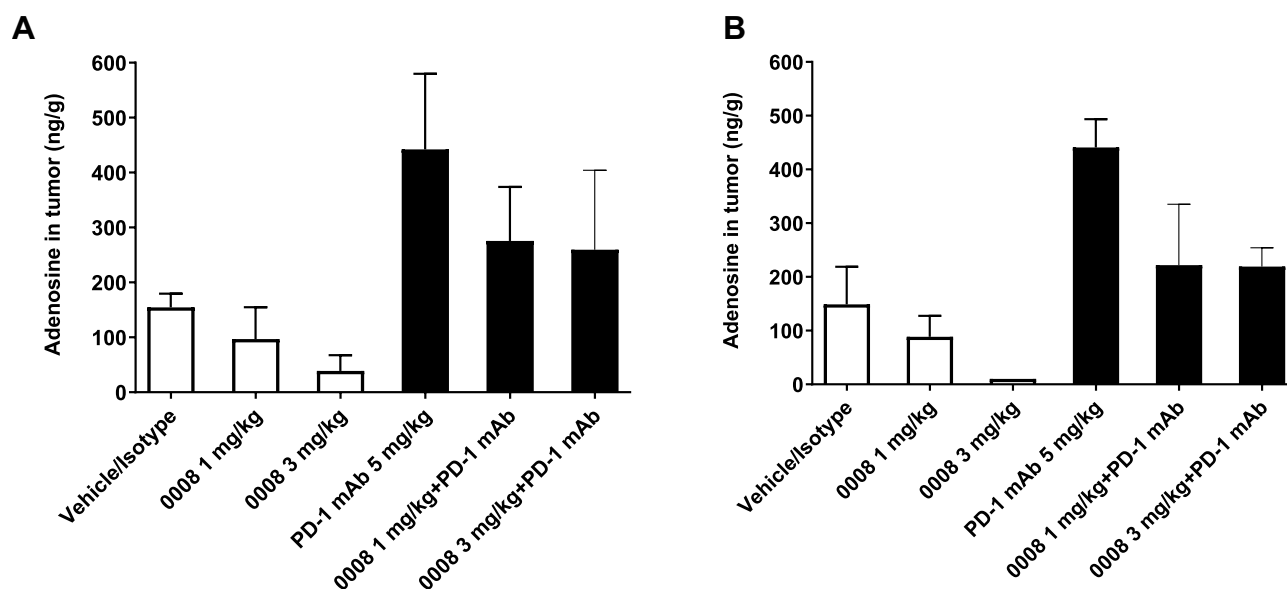 A
Adenosine in tumor (ng/g)
600
500
400
300
200
100
0
Vehicle/Isotype
0008 1 mg/kg
0008 3 mg/kg
PD-1 mAb 5 mg/kg
0008 1 mg/kg+PD-1 mAb
0008 3 mg/kg+PD-1 mAb
B
Adenosine in tumor (ng/g)
600
500
400
300
200
100
0
Vehicle/Isotype
0008 1 mg/kg
0008 3 mg/kg
PD-1 mAb 5 mg/kg
0008 1 mg/kg+PD-1 mAb
0008 3 mg/kg+PD-1 mAb